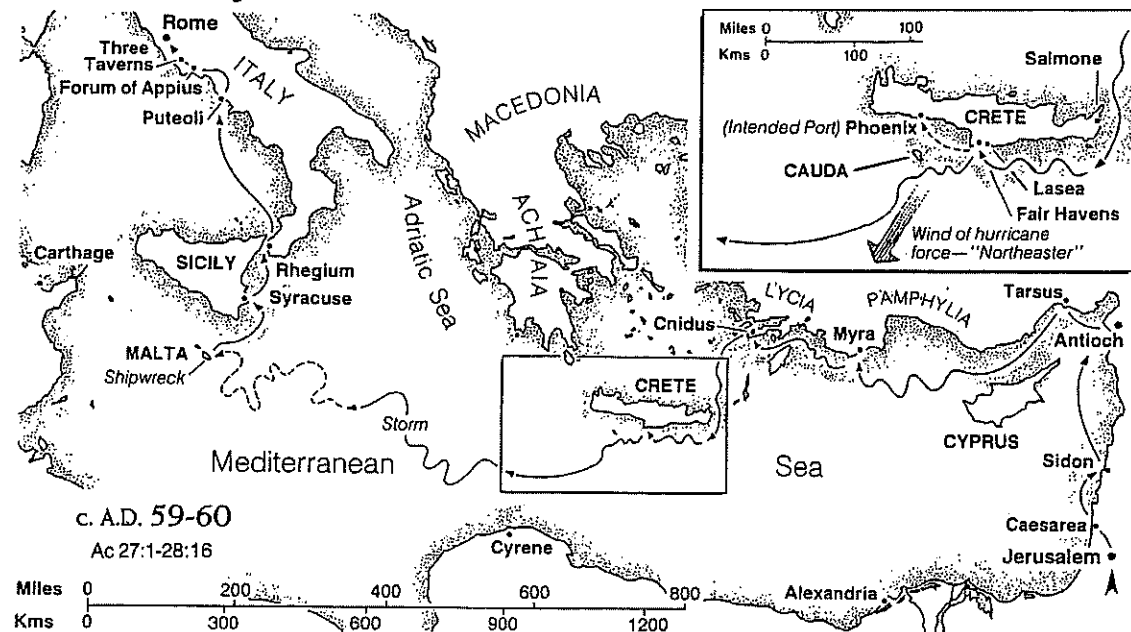 Rome
Three
Taverns
Forum of Appius
Puteoli
ITALY
MACEDONIA
ACHAIA
Adriatic Sea
Carthage
SICILY
Rhegium
Syracuse
MALTA
Shipwreck
Storm
Mediterranean
Sea
Miles 0 100
Kms 0 100
Salmone
CRETE
(Intended Port) Phoenix
CAUDA
Lasea
Fair Havens
Wind of hurricane
force—"Northeaster"
LYCIA
PAMPHYLIA
Tarsus
Cnidus
Myra
Antioch
CRETE
CYPRUS
Sidon
Caesarea
Jerusalem
Cyrene
Alexandria
c. A.D. 59-60
Ac 27:1-28:16
Miles 0 200 400 600 800
Kms 0 300 600 900 1200